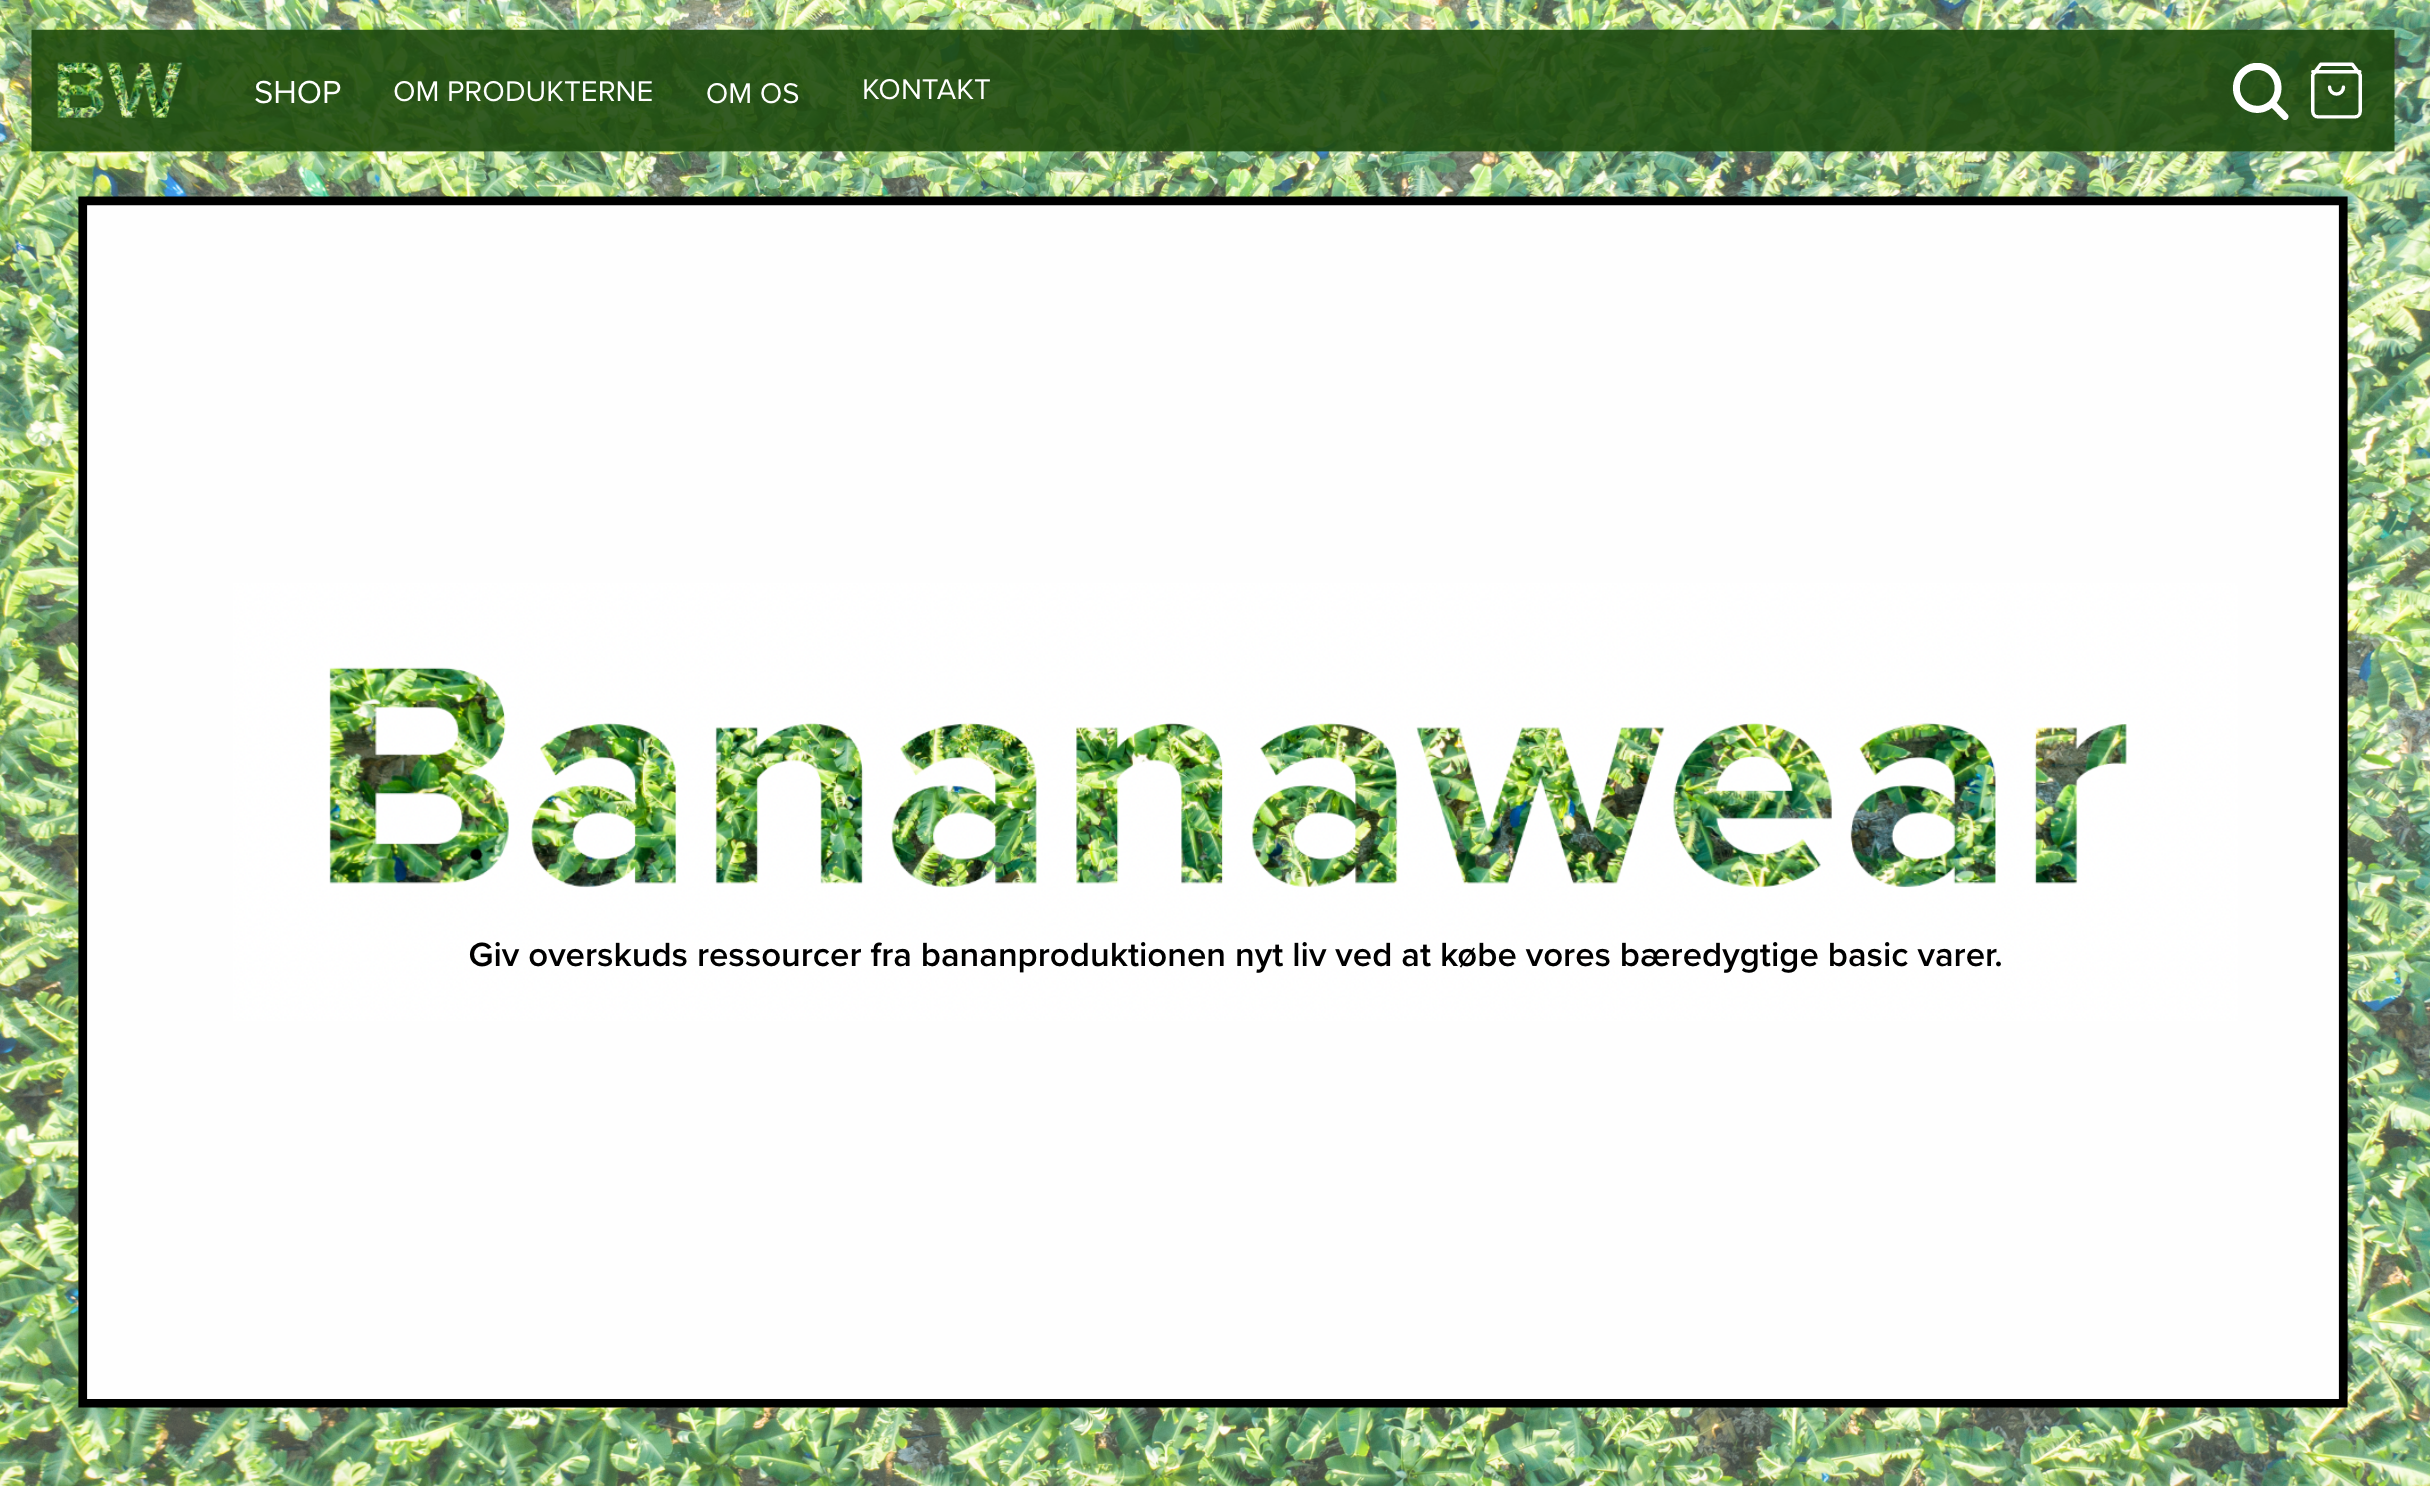 BW SHOP OM PRODUKTERNE OM OS KONTAKT
Bananawear
Giv overskuds ressourcer fra bananproduktionen nyt liv ved at købe vores bæredygtige basic varer.